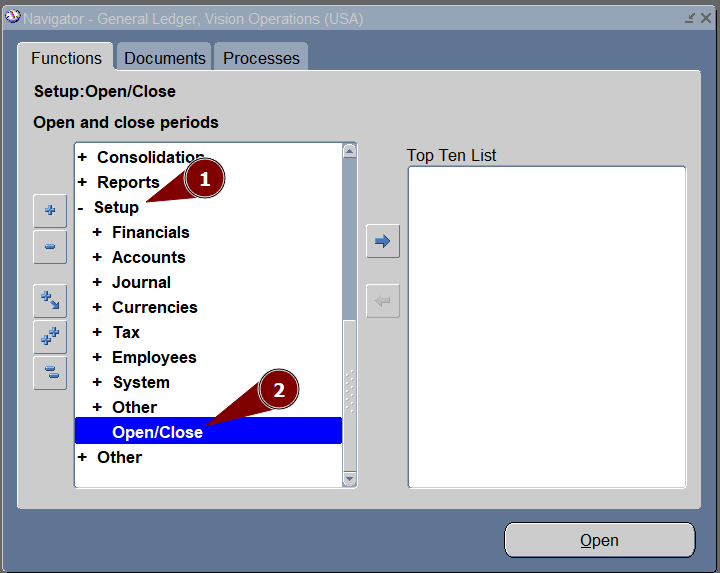 Navigator - General Ledger, Vision Operations (USA)
Functions Documents Processes
Setup:Open/Close
Open and close periods
Top Ten List
+ Consolidation
+ Reports
1
- Setup
+ Financials
+ Accounts
+ Journal
+ Currencies
+ Tax
+ Employees
+ System
2
+ Other
Open/Close
+ Other
Open